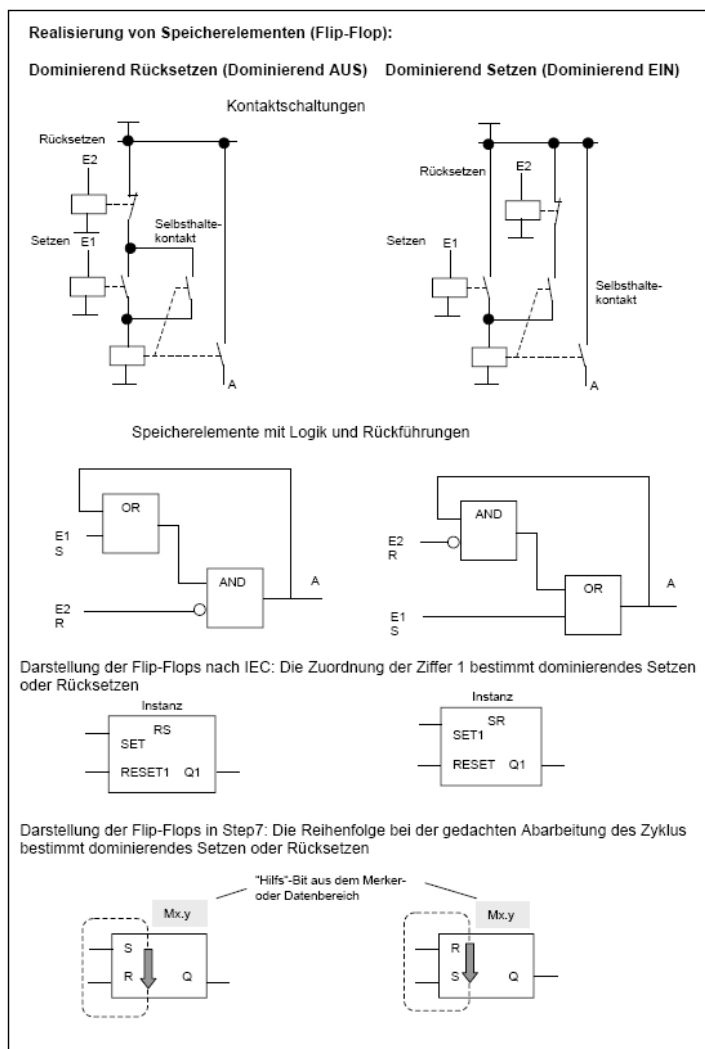 Realisierung von Speicherelementen (Flip-Flop):
Dominierend Rücksetzen (Dominierend AUS)
Dominierend Setzen (Dominierend EIN)
Kontaktschaltungen
Rücksetzen
E2
Setzen E1
Selbsthalte-
kontakt
A
E2
Rücksetzen
Setzen
E1
Selbsthalte-
kontakt
A
Speicherelemente mit Logik und Rückführungen
OR
E1
S
AND
A
E2
R
AND
E2
R
OR
A
E1
S
Darstellung der Flip-Flops nach IEC: Die Zuordnung der Ziffer 1 bestimmt dominierendes Setzen
oder Rücksetzen
Instanz
RS
SET
RESET1 Q1
Instanz
SR
SET1
RESET Q1
Darstellung der Flip-Flops in Step7: Die Reihenfolge bei der gedachten Abarbeitung des Zyklus
bestimmt dominierendes Setzen oder Rücksetzen
"Hilfs"-Bit aus dem Merker-
oder Datenbereich
Mx.y
S
R Q
Mx.y
R
S Q